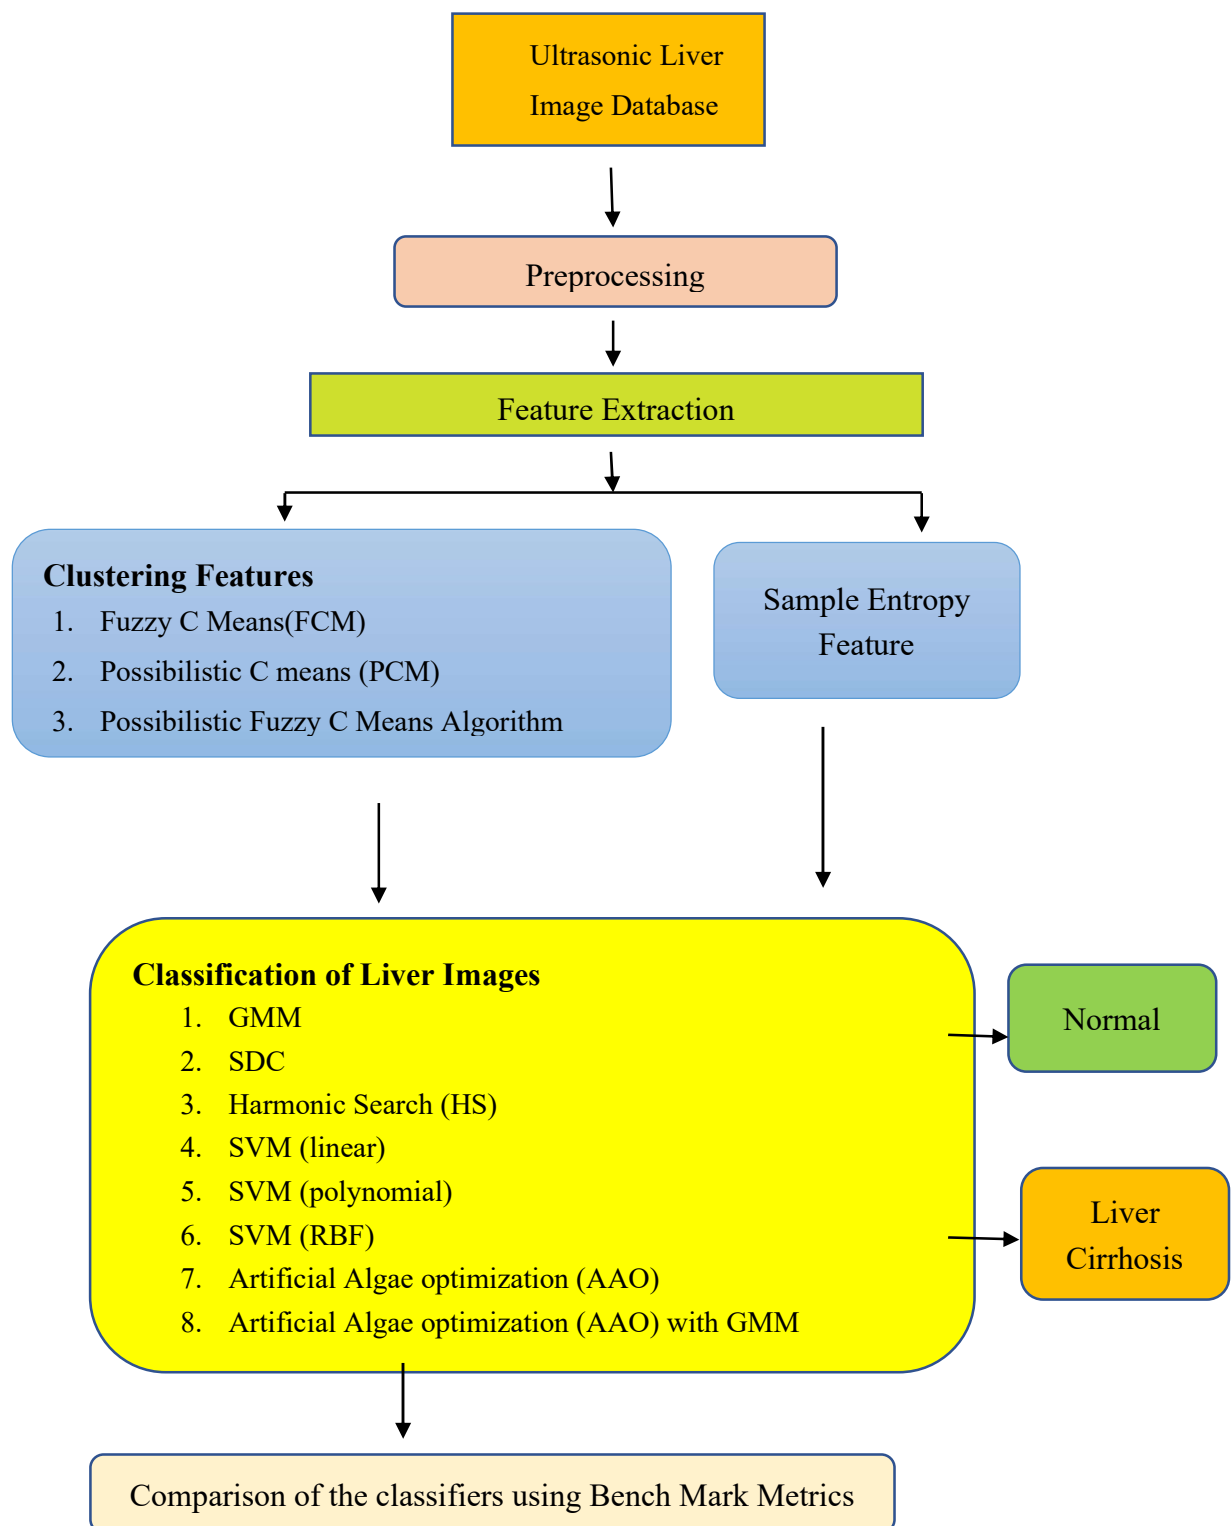 Ultrasonic Liver
Image Database
Preprocessing
Feature Extraction
Clustering Features
1. Fuzzy C Means(FCM)
2. Possibilistic C means (PCM)
3. Possibilistic Fuzzy C Means Algorithm
Sample Entropy
Feature
Classification of Liver Images
1. GMM
2. SDC
3. Harmonic Search (HS)
4. SVM (linear)
5. SVM (polynomial)
6. SVM (RBF)
7. Artificial Algae optimization (AAO)
8. Artificial Algae optimization (AAO) with GMM
Normal
Liver
Cirrhosis
Comparison of the classifiers using Bench Mark Metrics